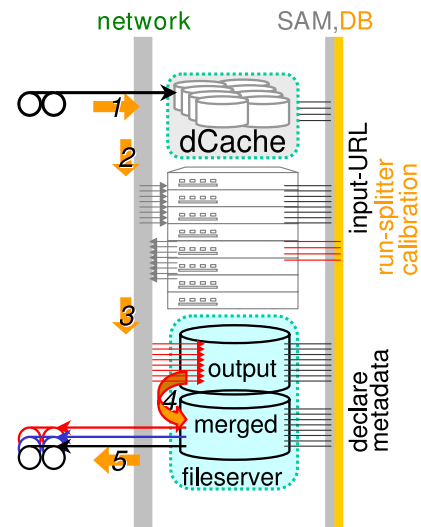 network
SAM,DB
1
dCache
2
input-URL
run-splitter
calibration
3
output
4
merged
declare
metadata
5
fileserver